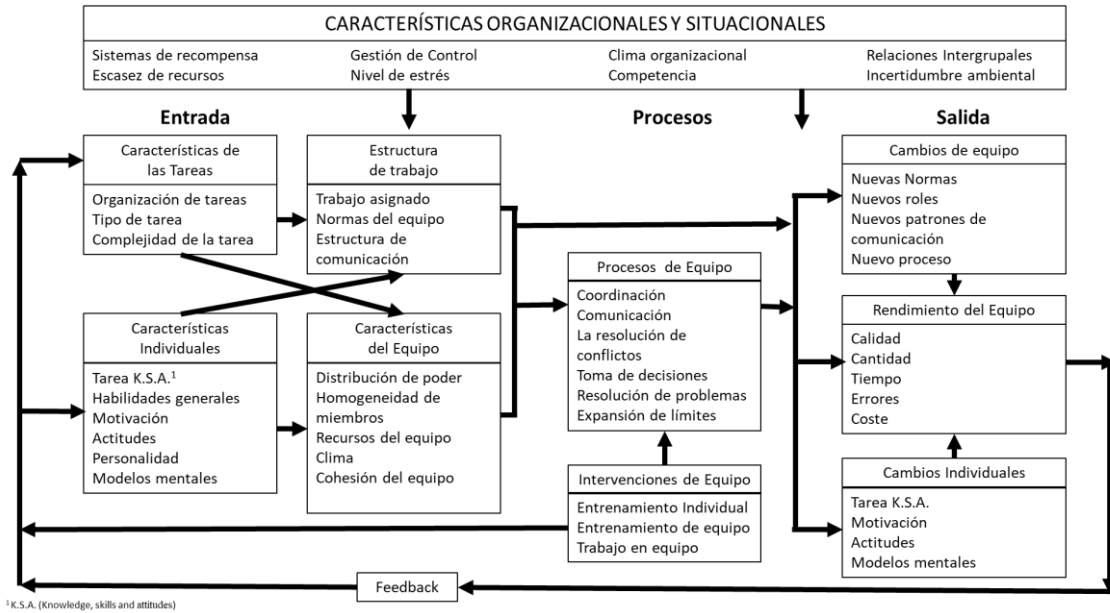 CARACTERÍSTICAS ORGANIZACIONALES Y SITUACIONALES
Sistemas de recompensa
Escasez de recursos
Gestión de Control
Nivel de estrés
Clima organizacional
Competencia
Relaciones Intergrupales
Incertidumbre ambiental
Entrada
Procesos
Salida
Características de
las Tareas
Organización de tareas
Tipo de tarea
Complejidad de la tarea
Estructura
de trabajo
Trabajo asignado
Normas del equipo
Estructura de
comunicación
Características
Individuales
Tarea K.S.A.¹
Habilidades generales
Motivación
Actitudes
Personalidad
Modelos mentales
Características
del Equipo
Distribución de poder
Homogeneidad de
miembros
Recursos del equipo
Clima
Cohesión del equipo
Procesos de Equipo
Coordinación
Comunicación
La resolución de
conflictos
Toma de decisiones
Resolución de problemas
Expansión de límites
Intervenciones de Equipo
Entrenamiento Individual
Entrenamiento de equipo
Trabajo en equipo
Cambios de equipo
Nuevas Normas
Nuevos roles
Nuevos patrones de
comunicación
Nuevo proceso
Rendimiento del Equipo
Calidad
Cantidad
Tiempo
Errores
Coste
Cambios Individuales
Tarea K.S.A.
Motivación
Actitudes
Modelos mentales
Feedback
¹ K.S.A. (Knowledge, skills and attitudes)